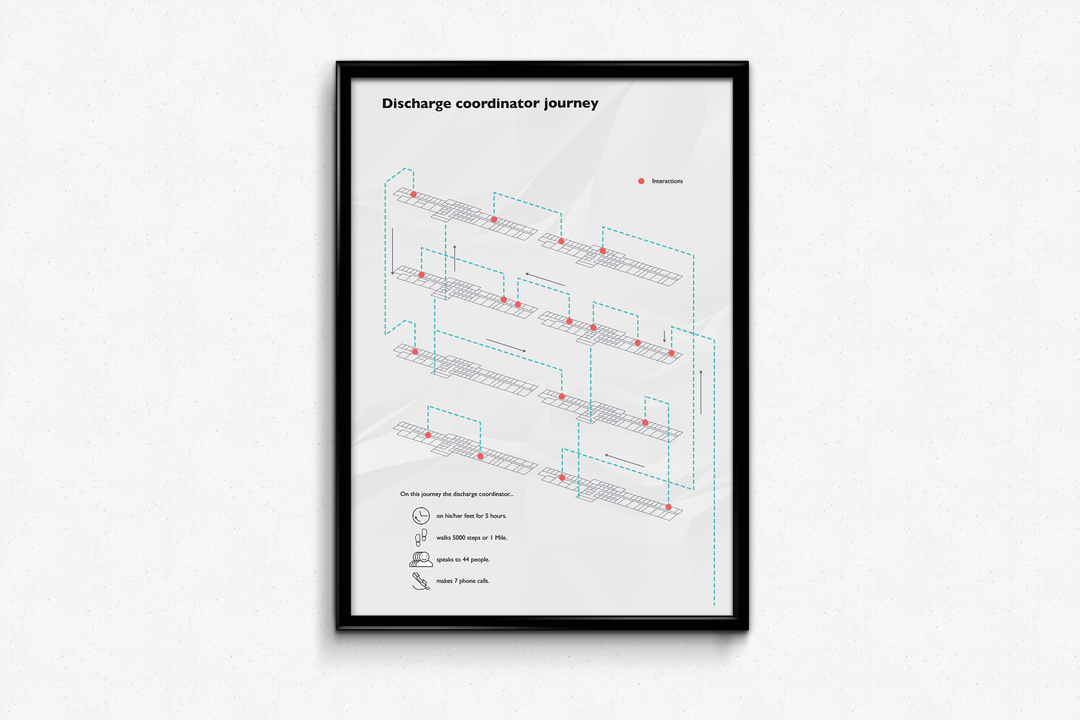 Discharge coordinator journey
Interactions
On this journey the discharge coordinator...
on his/her feet for 5 hours.
walks 5000 steps or 1 Mile.
speaks to 44 people.
makes 7 phone calls.